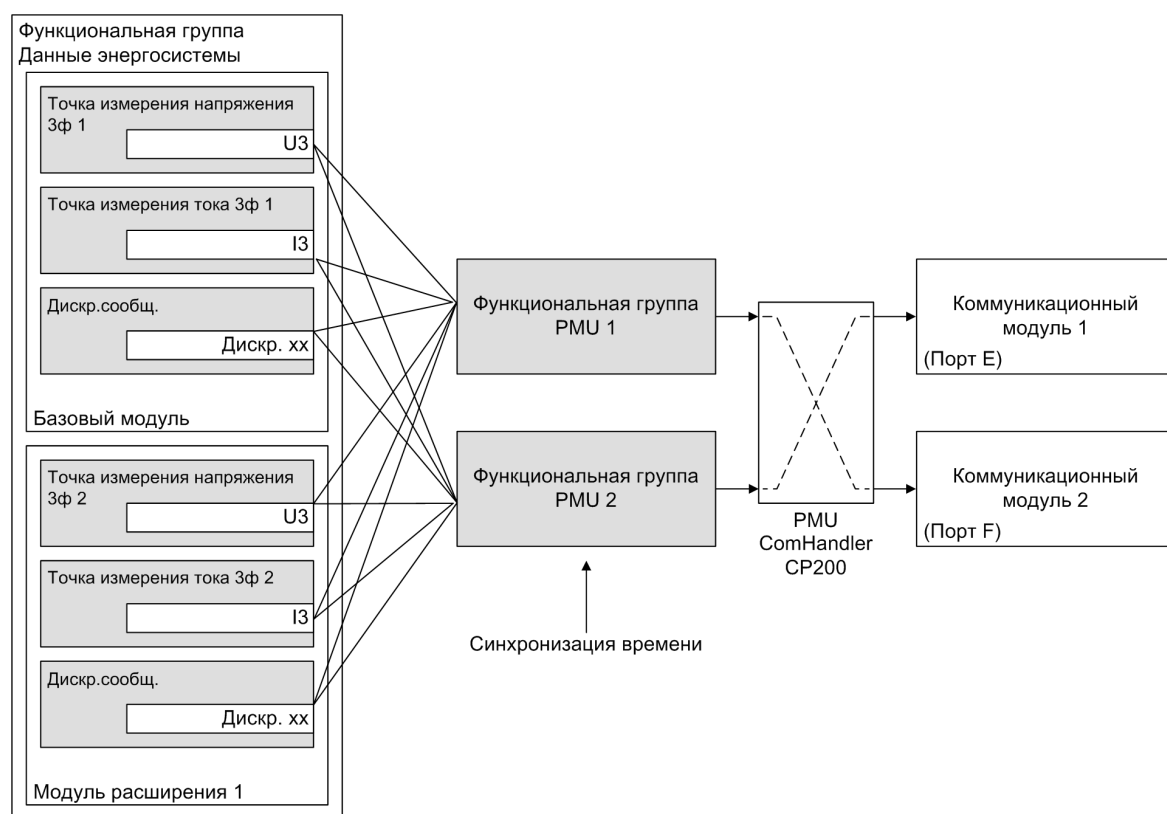 Функциональная группа
Данные энергосистемы
Точка измерения напряжения
3ф 1
U3
Точка измерения тока 3ф 1
I3
Дискр.сообщ.
Дискр. xx
Базовый модуль
Точка измерения напряжения
3ф 2
U3
Точка измерения тока 3ф 2
I3
Дискр.сообщ.
Дискр. xx
Модуль расширения 1
Функциональная группа
PMU 1
Функциональная группа
PMU 2
Синхронизация времени
PMU
ComHandler
CP200
Коммуникационный
модуль 1
(Порт E)
Коммуникационный
модуль 2
(Порт F)